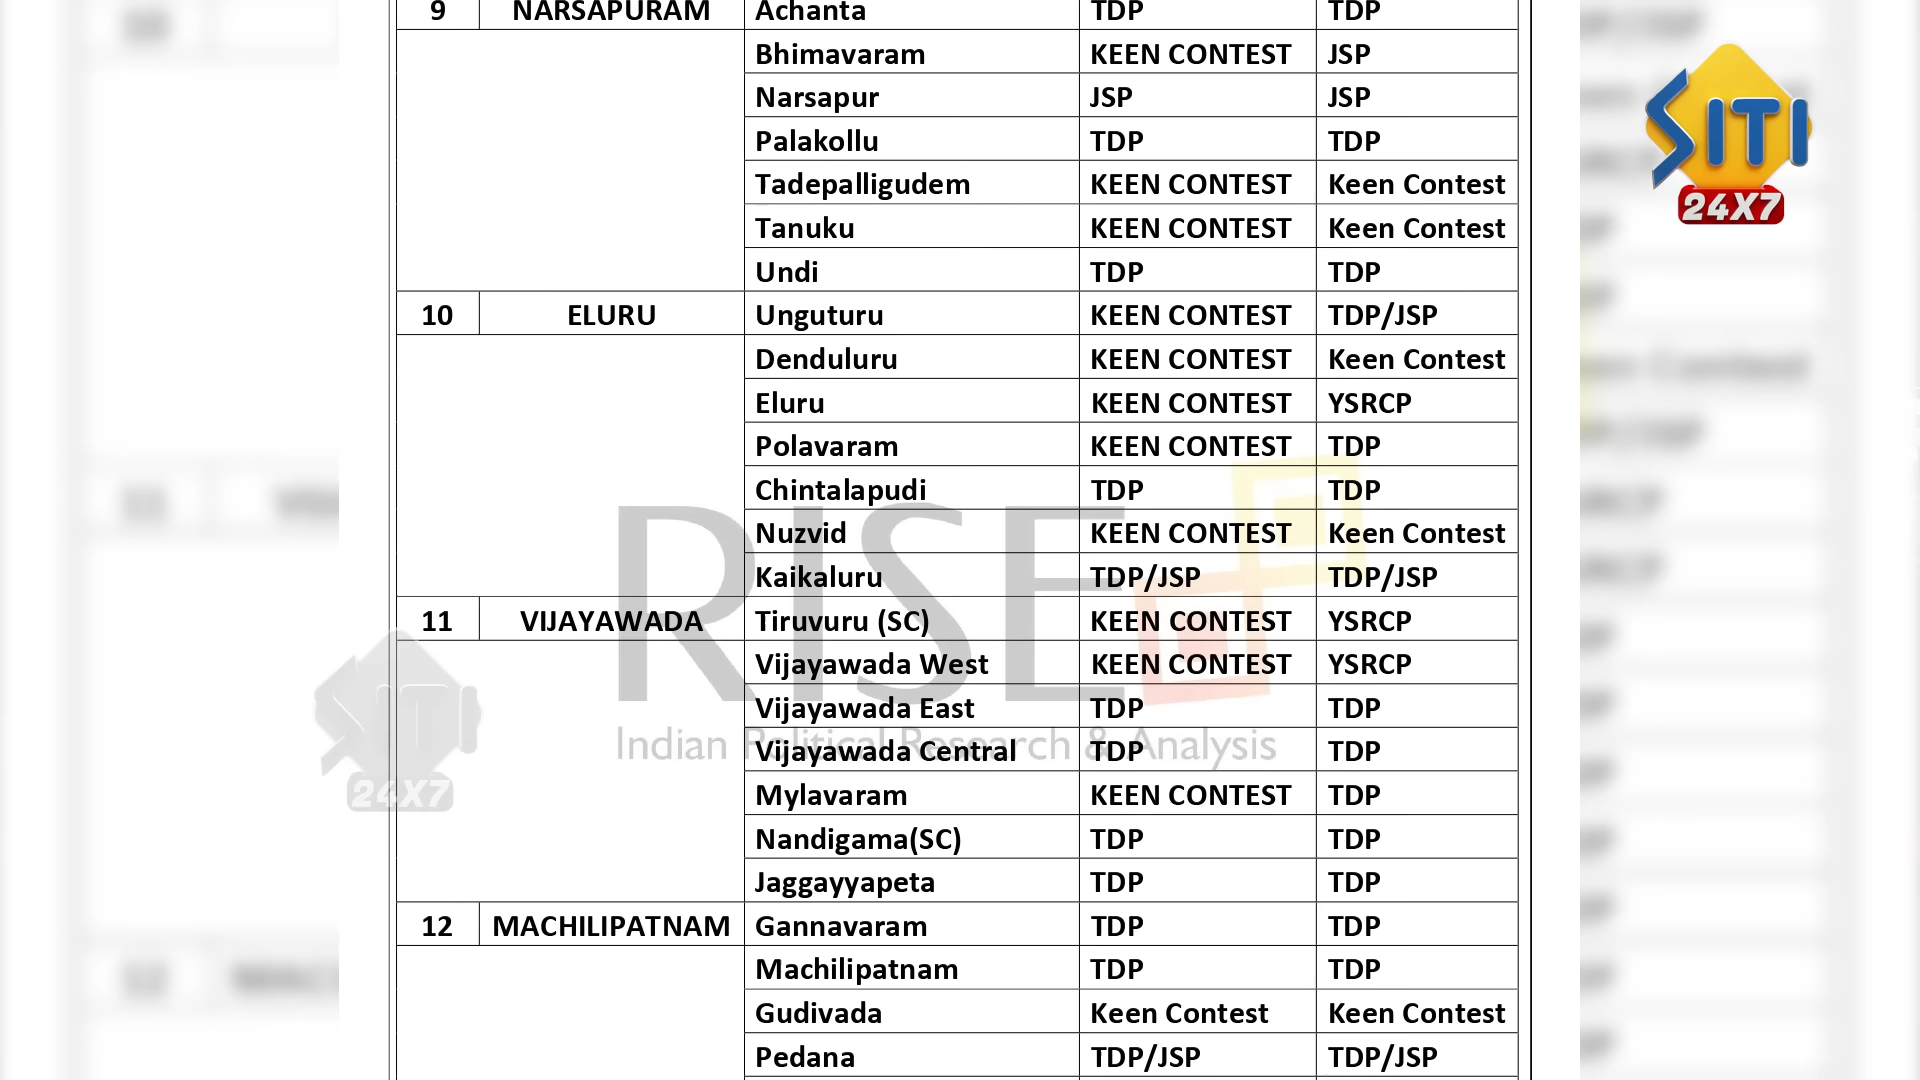 9 NARSAPURAM Achanta TDP TDP
Bhimavaram KEEN CONTEST JSP
Narsapur JSP JSP
Palakollu TDP TDP
Tadepalligudem KEEN CONTEST Keen Contest
Tanuku KEEN CONTEST Keen Contest
Undi TDP TDP
10 ELURU Unguturu KEEN CONTEST TDP/JSP
Denduluru KEEN CONTEST Keen Contest
Eluru KEEN CONTEST YSRCP
Polavaram KEEN CONTEST TDP
Chintalapudi TDP TDP
Nuzvid KEEN CONTEST Keen Contest
Kaikaluru TDP/JSP TDP/JSP
11 VIJAYAWADA Tiruvuru (SC) KEEN CONTEST YSRCP
Vijayawada West KEEN CONTEST YSRCP
Vijayawada East TDP TDP
Vijayawada Central TDP TDP
Mylavaram KEEN CONTEST TDP
Nandigama(SC) TDP TDP
Jaggayyapeta TDP TDP
12 MACHILIPATNAM Gannavaram TDP TDP
Machilipatnam TDP TDP
Gudivada Keen Contest Keen Contest
Pedana TDP/JSP TDP/JSP
RISE
Indian Political Research & Analysis
SITI
24X7
SITI
24X7